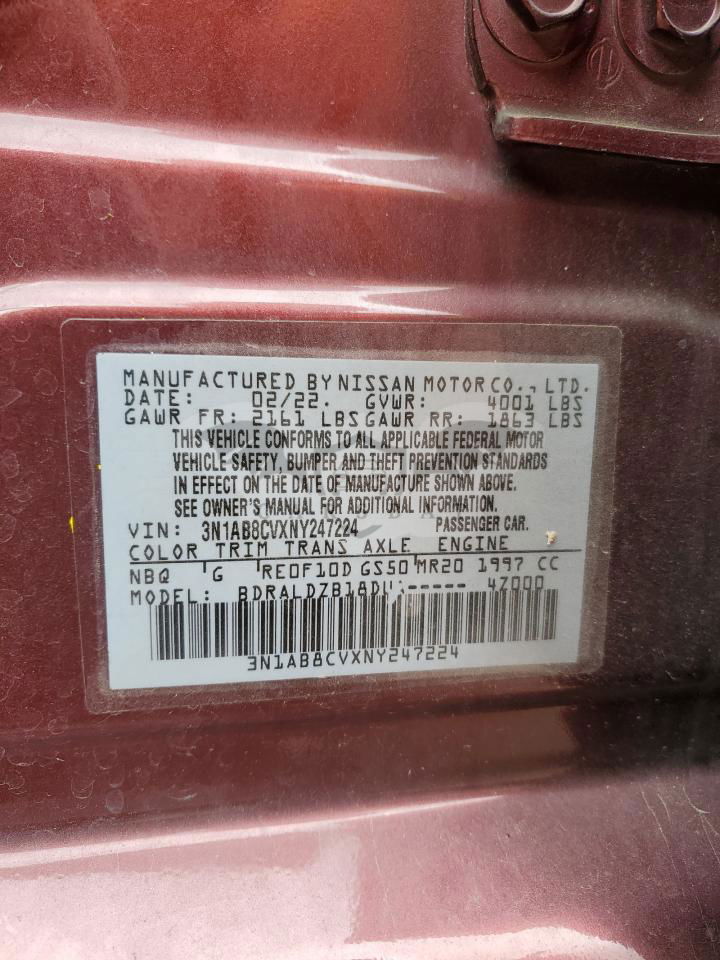 MANUFACTURED BY NISSAN MOTOR CO., LTD.
DATE: 02/22. GVWR: 4001 LBS
GAWR FR: 2161 LBS GAWR RR: 1863 LBS
THIS VEHICLE CONFORMS TO ALL APPLICABLE FEDERAL MOTOR
VEHICLE SAFETY, BUMPER AND THEFT PREVENTION STANDARDS
IN EFFECT ON THE DATE OF MANUFACTURE SHOWN ABOVE.
SEE OWNER'S MANUAL FOR ADDITIONAL INFORMATION.
VIN: 3N1AB8CVXNY247224 PASSENGER CAR.
COLOR TRIM TRANS AXLE ENGINE
NBQ G RE0F10D GS50 MR20 1997 CC
MODEL: ----- 47000
3N1AB8CVXNY247224